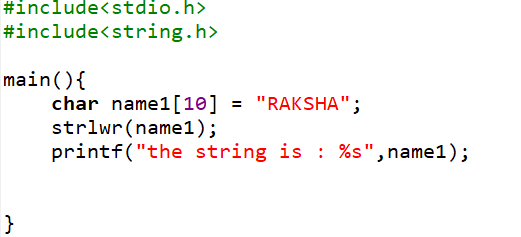 #include<stdio.h>
#include<string.h>
main(){
    char name1[10] = "RAKSHA";
    strlwr(name1);
    printf("the string is : %s",name1);
}